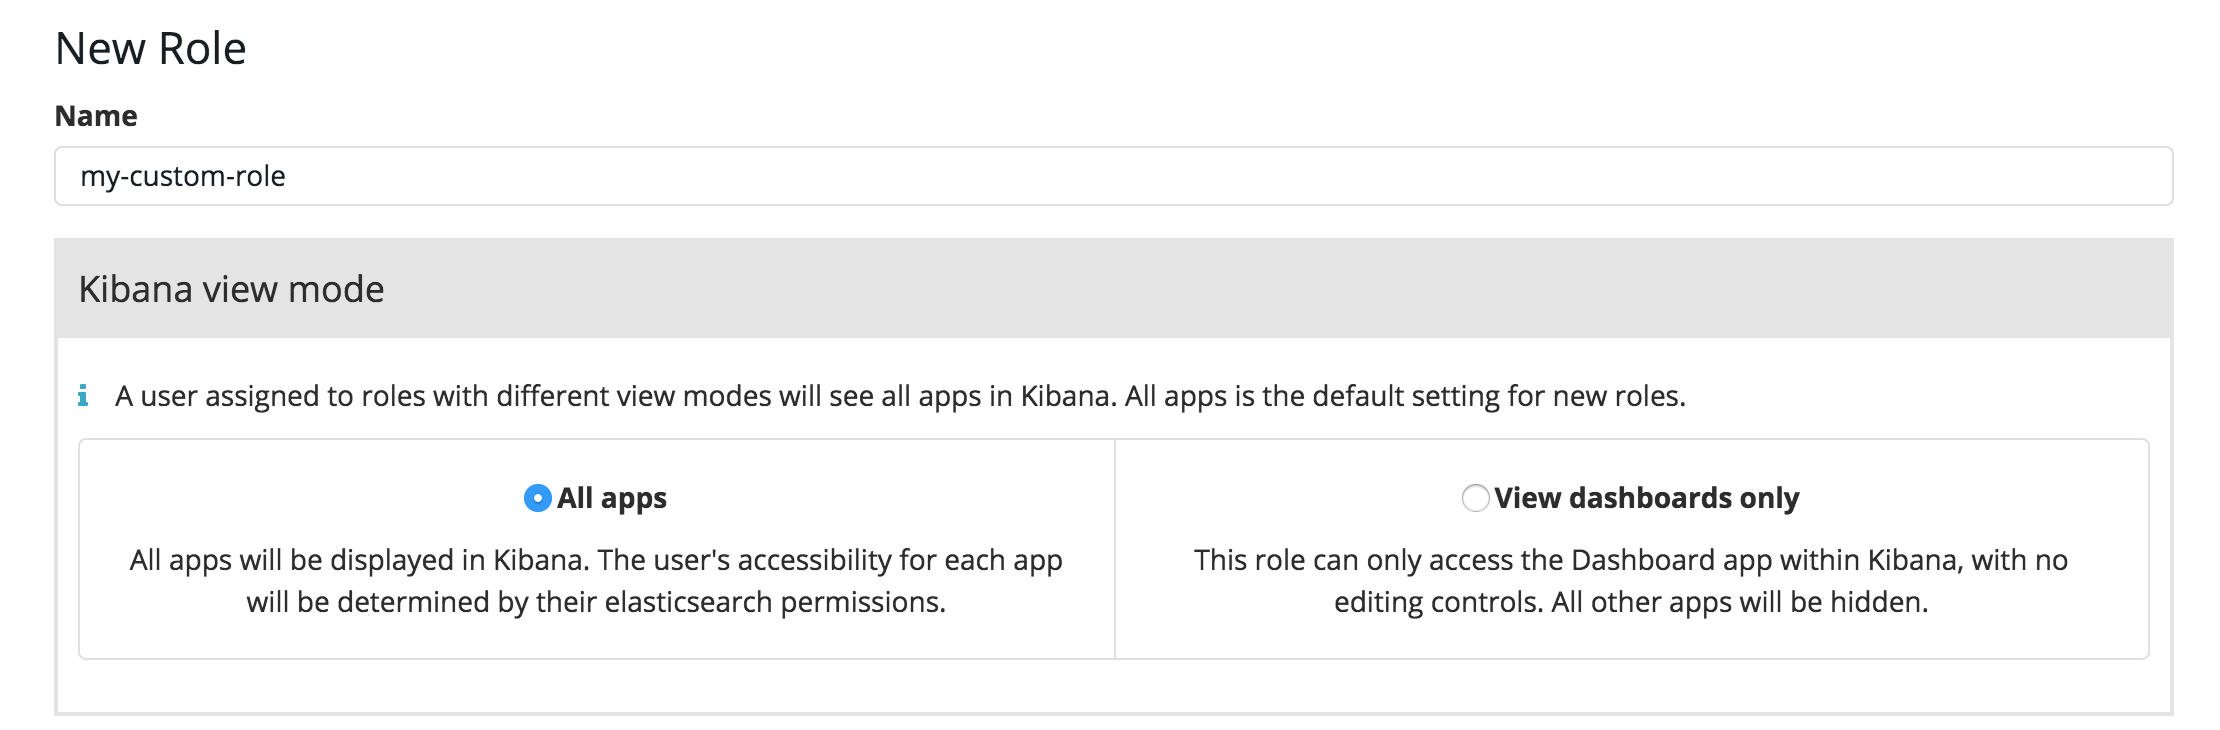 New Role
Name
my-custom-role
Kibana view mode
A user assigned to roles with different view modes will see all apps in Kibana. All apps is the default setting for new roles.
All apps
All apps will be displayed in Kibana. The user's accessibility for each app
will be determined by their elasticsearch permissions.
View dashboards only
This role can only access the Dashboard app within Kibana, with no
editing controls. All other apps will be hidden.